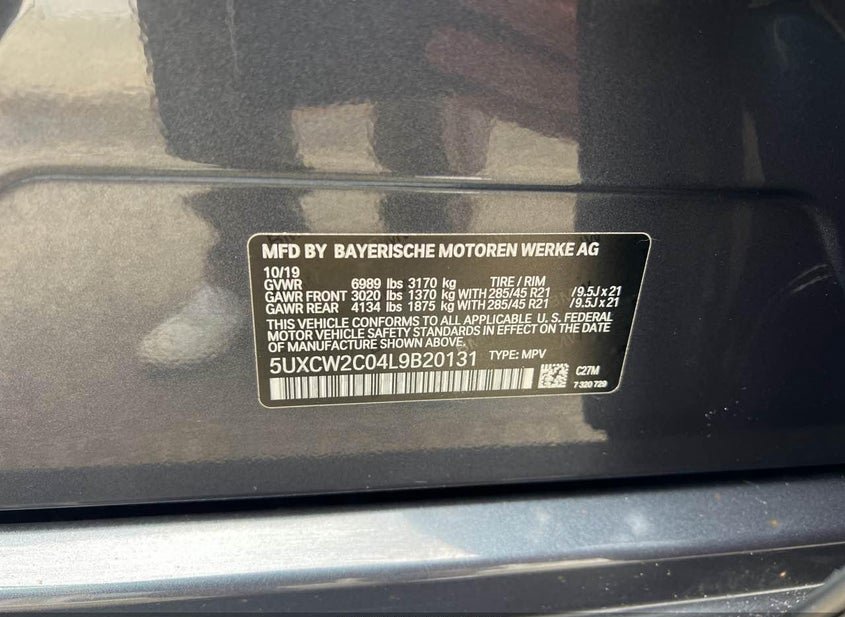 MFD BY BAYERISCHE MOTOREN WERKE AG
10/19
GVWR 6989 lbs 3170 kg TIRE / RIM
GAWR FRONT 3020 lbs 1370 kg WITH 285/45 R21 /9.5J x 21
GAWR REAR 4134 lbs 1875 kg WITH 285/45 R21 /9.5J x 21
THIS VEHICLE CONFORMS TO ALL APPLICABLE U. S. FEDERAL
MOTOR VEHICLE SAFETY STANDARDS IN EFFECT ON THE DATE
OF MANUFACTURE SHOWN ABOVE.
5UXCW2C04L9B20131 TYPE: MPV
C27M
7 320 729